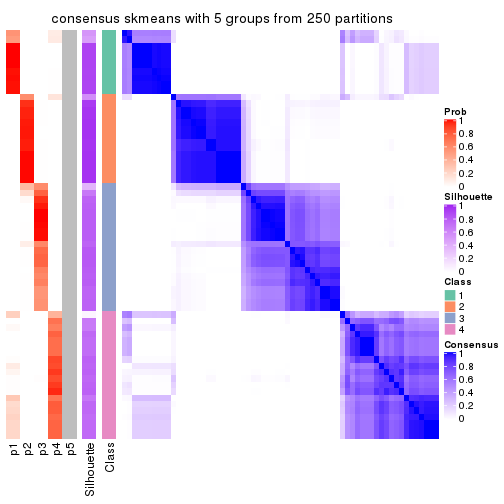 consensus skmeans with 5 groups from 250 partitions
Prob
1
0.8
0.6
0.4
0.2
0
Silhouette
1
0.8
0.6
0.4
0.2
0
Class
1
2
3
4
Consensus
1
0.8
0.6
0.4
0.2
0
p1
p2
p3
p4
p5
Silhouette
Class